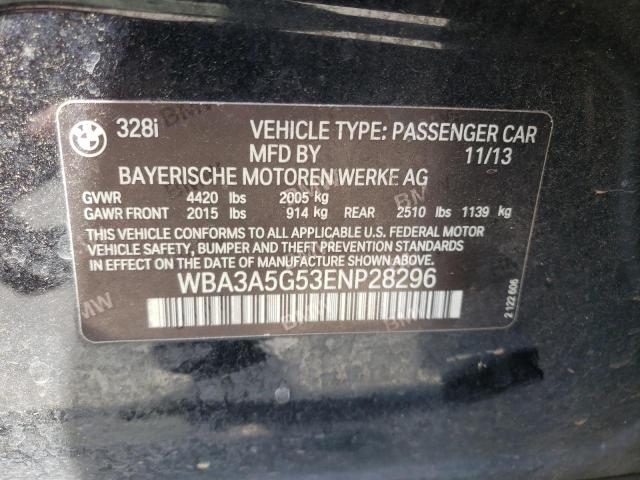 BMW 328i VEHICLE TYPE: PASSENGER CAR
MFD BY 11/13
BAYERISCHE MOTOREN WERKE AG
GVWR 4420 lbs 2005 kg
GAWR FRONT 2015 lbs 914 kg REAR 2510 lbs 1139 kg
THIS VEHICLE CONFORMS TO ALL APPLICABLE U.S. FEDERAL MOTOR
VEHICLE SAFETY, BUMPER AND THEFT PREVENTION STANDARDS
IN EFFECT ON THE DATE OF MANUFACTURE SHOWN ABOVE.
WBA3A5G53ENP28296
2 122 606